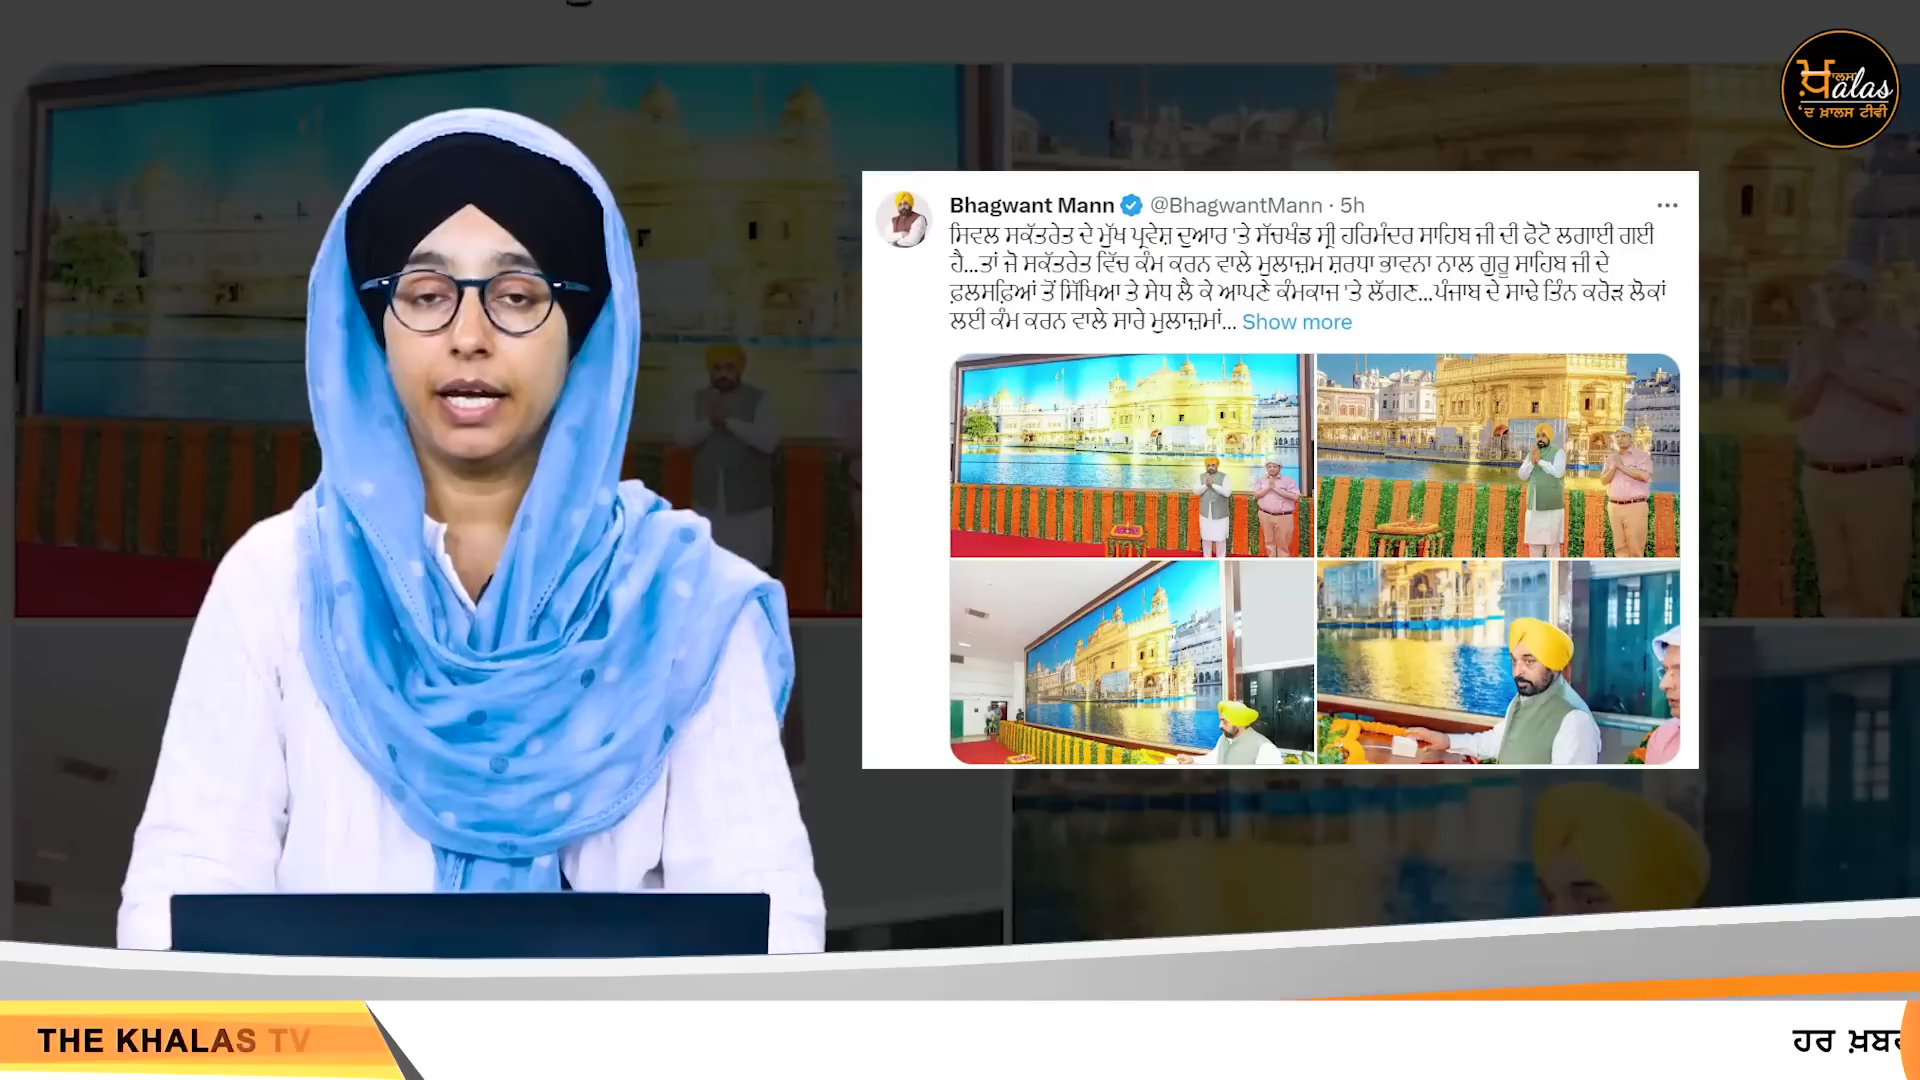 ਖ਼ਾਲਸ
Khalas
'ਦ ਖ਼ਾਲਸ ਟੀਵੀ
Bhagwant Mann @BhagwantMann · 5h
ਸਿਵਲ ਸਕੱਤਰੇਤ ਦੇ ਮੁੱਖ ਪ੍ਰਵੇਸ਼ ਦੁਆਰ 'ਤੇ ਸੱਚਖੰਡ ਸ੍ਰੀ ਹਰਿਮੰਦਰ ਸਾਹਿਬ ਜੀ ਦੀ ਫੋਟੋ ਲਗਾਈ ਗਈ
ਹੈ...ਤਾਂ ਜੋ ਸਕੱਤਰੇਤ ਵਿੱਚ ਕੰਮ ਕਰਨ ਵਾਲੇ ਮੁਲਾਜ਼ਮ ਸ਼ਰਧਾ ਭਾਵਨਾ ਨਾਲ ਗੁਰੂ ਸਾਹਿਬ ਜੀ ਦੇ
ਫ਼ਲਸਫ਼ਿਆਂ ਤੋਂ ਸਿੱਖਿਆ ਤੇ ਸੇਧ ਲੈ ਕੇ ਆਪਣੇ ਕੰਮਕਾਜ 'ਤੇ ਲੱਗਣ...ਪੰਜਾਬ ਦੇ ਸਾਢੇ ਤਿੰਨ ਕਰੋੜ ਲੋਕਾਂ
ਲਈ ਕੰਮ ਕਰਨ ਵਾਲੇ ਸਾਰੇ ਮੁਲਾਜ਼ਮਾਂ... Show more
THE KHALAS TV
ਹਰ